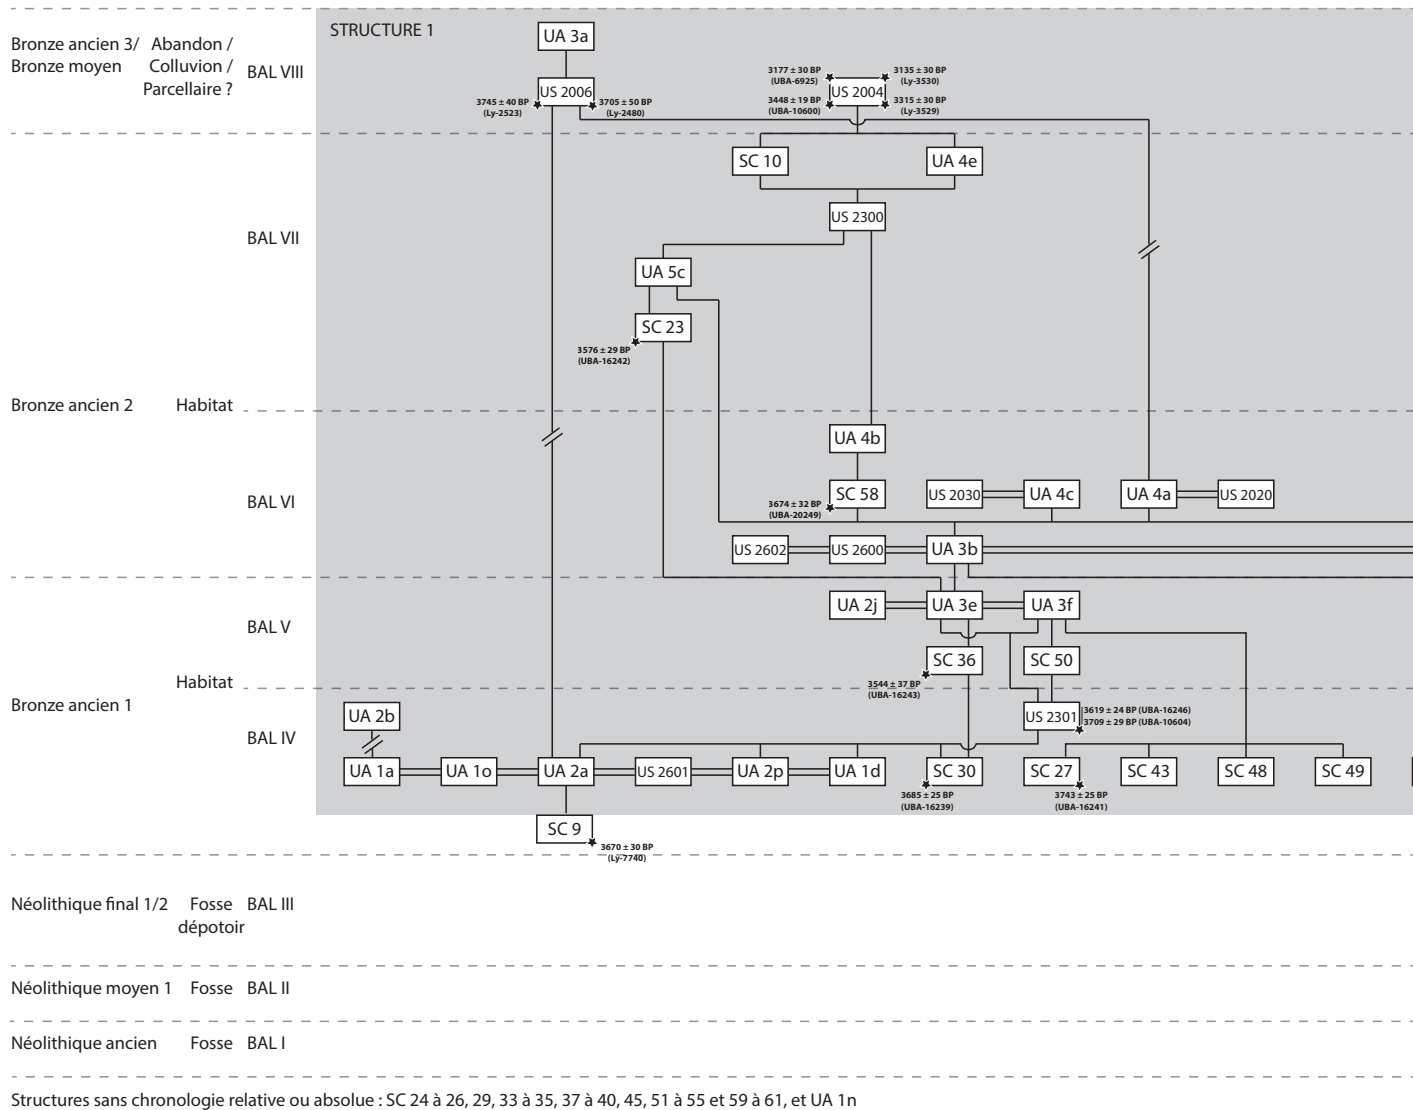 STRUCTURE 1
UA 3a
Bronze ancien 3/ Abandon /
Bronze moyen Colluvion / BAL VIII
Parcellaire ?
US 2006
3745 ± 40 BP
(Ly-2523)
3705 ± 50 BP
(Ly-2480)
3177 ± 30 BP
(UBA-6925)
3135 ± 30 BP
(Ly-3530)
US 2004
3448 ± 19 BP
(UBA-10600)
3315 ± 30 BP
(Ly-3529)
SC 10 UA 4e
US 2300
BAL VII
UA 5c
SC 23
3576 ± 29 BP
(UBA-16242)
Bronze ancien 2 Habitat
UA 4b
BAL VI
SC 58 US 2030 UA 4c UA 4a US 2020
3674 ± 32 BP
(UBA-20249)
US 2602 US 2600 UA 3b
UA 2j UA 3e UA 3f
BAL V
SC 36 SC 50
3544 ± 37 BP
(UBA-16243)
Habitat
Bronze ancien 1
UA 2b US 2301 3619 ± 24 BP (UBA-16246)
3709 ± 29 BP (UBA-10604)
BAL IV
UA 1a UA 1o UA 2a US 2601 UA 2p UA 1d SC 30 SC 27 SC 43 SC 48 SC 49
3685 ± 25 BP
(UBA-16239)
3743 ± 25 BP
(UBA-16241)
SC 9
3670 ± 30 BP
(Ly-7740)
Néolithique final 1/2 Fosse BAL III
dépotoir
Néolithique moyen 1 Fosse BAL II
Néolithique ancien Fosse BAL I
Structures sans chronologie relative ou absolue : SC 24 à 26, 29, 33 à 35, 37 à 40, 45, 51 à 55 et 59 à 61, et UA 1n